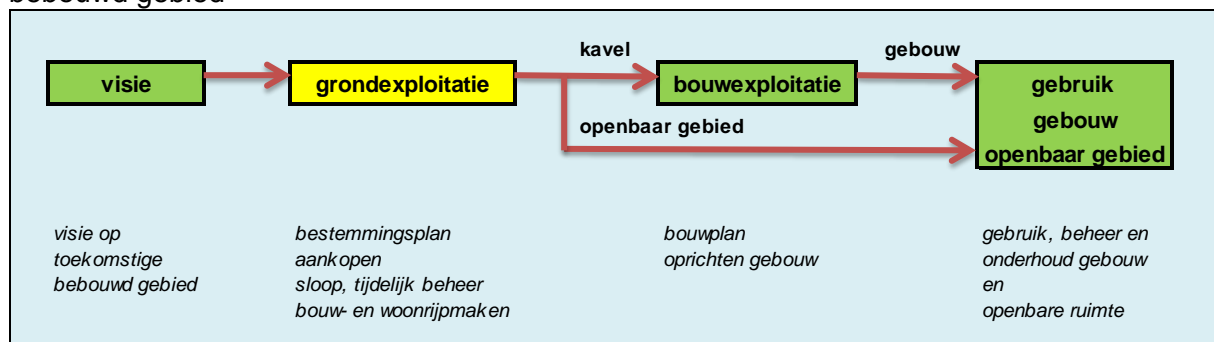 bebouwd gebied
kavel
gebouw
visie
grondexploitatie
bouwexploitatie
gebruik
gebouw
openbaar gebied
openbaar gebied
visie op
toekomstige
bebouwd gebied
bestemmingsplan
aankopen
sloop, tijdelijk beheer
bouw- en woonrijpmaken
bouwplan
oprichten gebouw
gebruik, beheer en
onderhoud gebouw
en
openbare ruimte